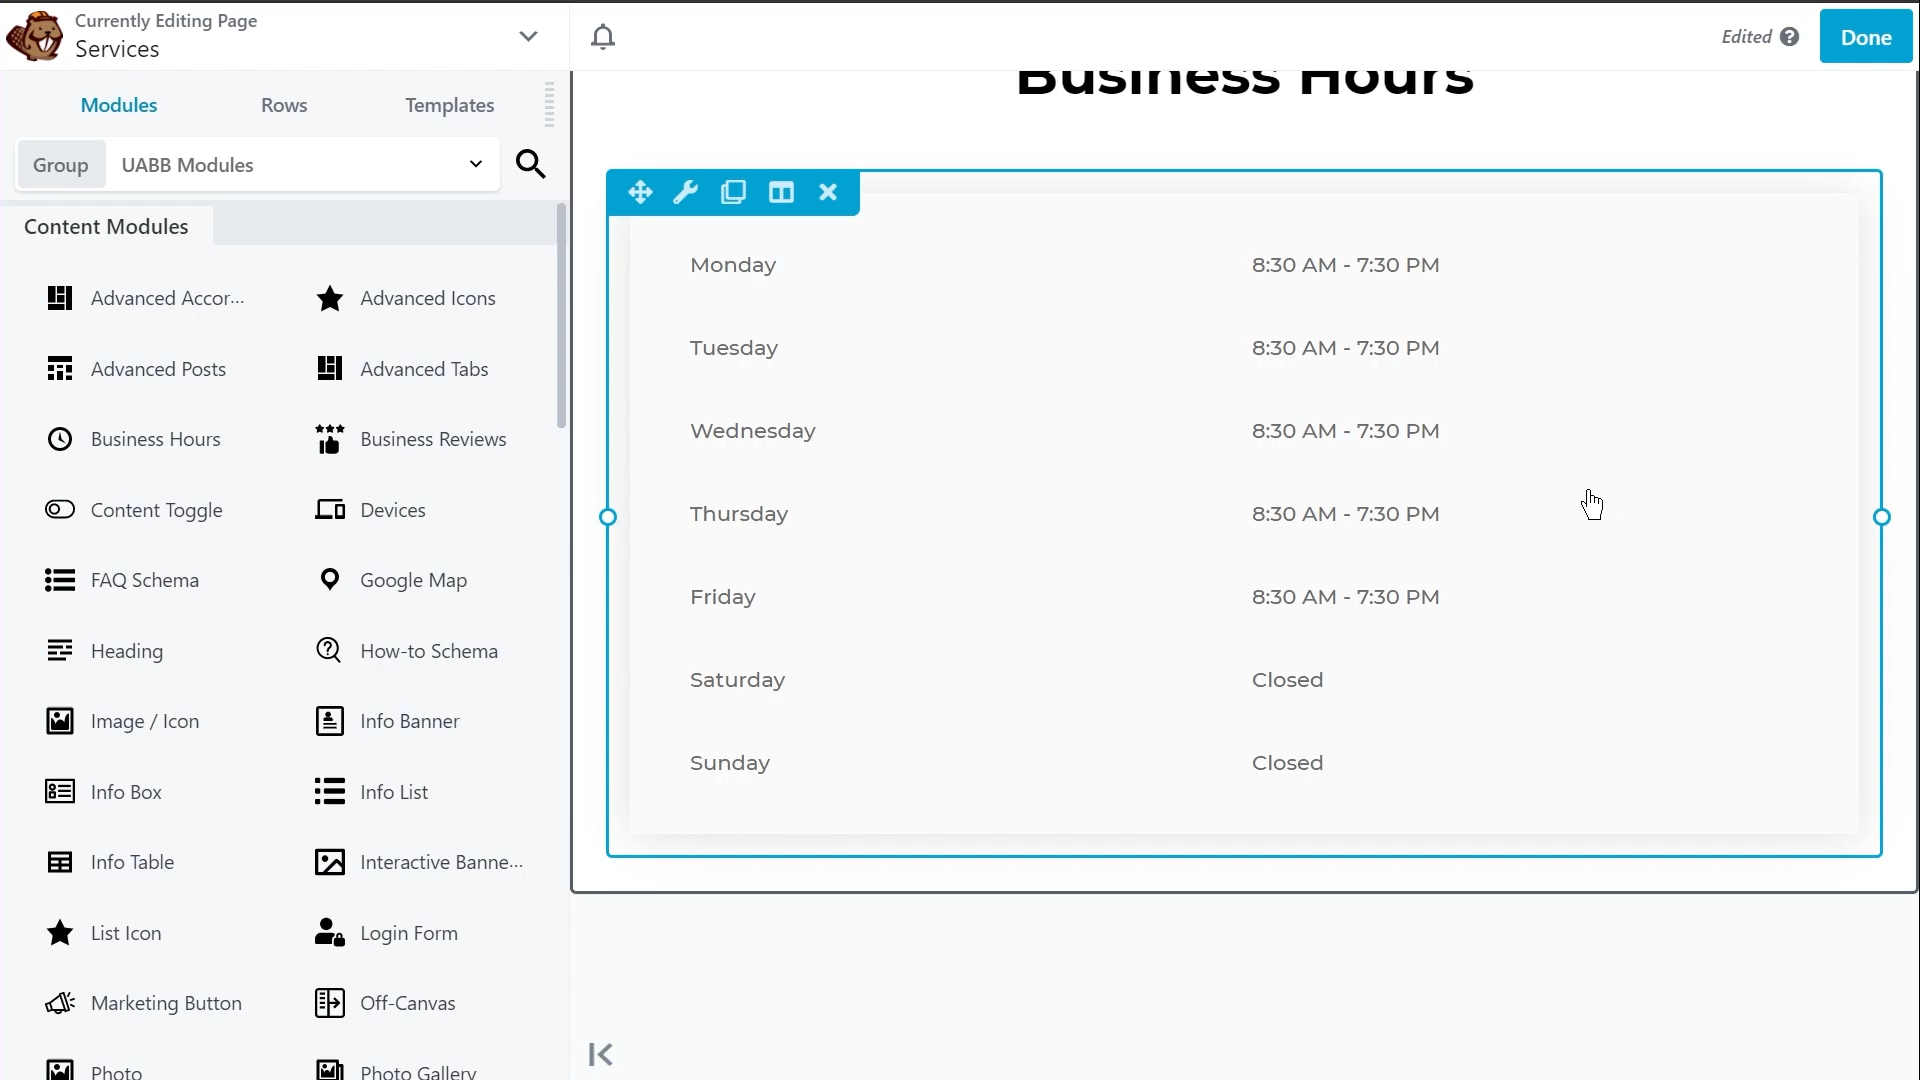 Currently Editing Page
Services
Edited
Done
Modules Rows Templates
Group UABB Modules
Content Modules
Advanced Accor... Advanced Icons
Advanced Posts Advanced Tabs
Business Hours Business Reviews
Content Toggle Devices
FAQ Schema Google Map
Heading How-to Schema
Image / Icon Info Banner
Info Box Info List
Info Table Interactive Banne...
List Icon Login Form
Marketing Button Off-Canvas
Photo Photo Gallery
Business Hours
Monday 8:30 AM - 7:30 PM
Tuesday 8:30 AM - 7:30 PM
Wednesday 8:30 AM - 7:30 PM
Thursday 8:30 AM - 7:30 PM
Friday 8:30 AM - 7:30 PM
Saturday Closed
Sunday Closed